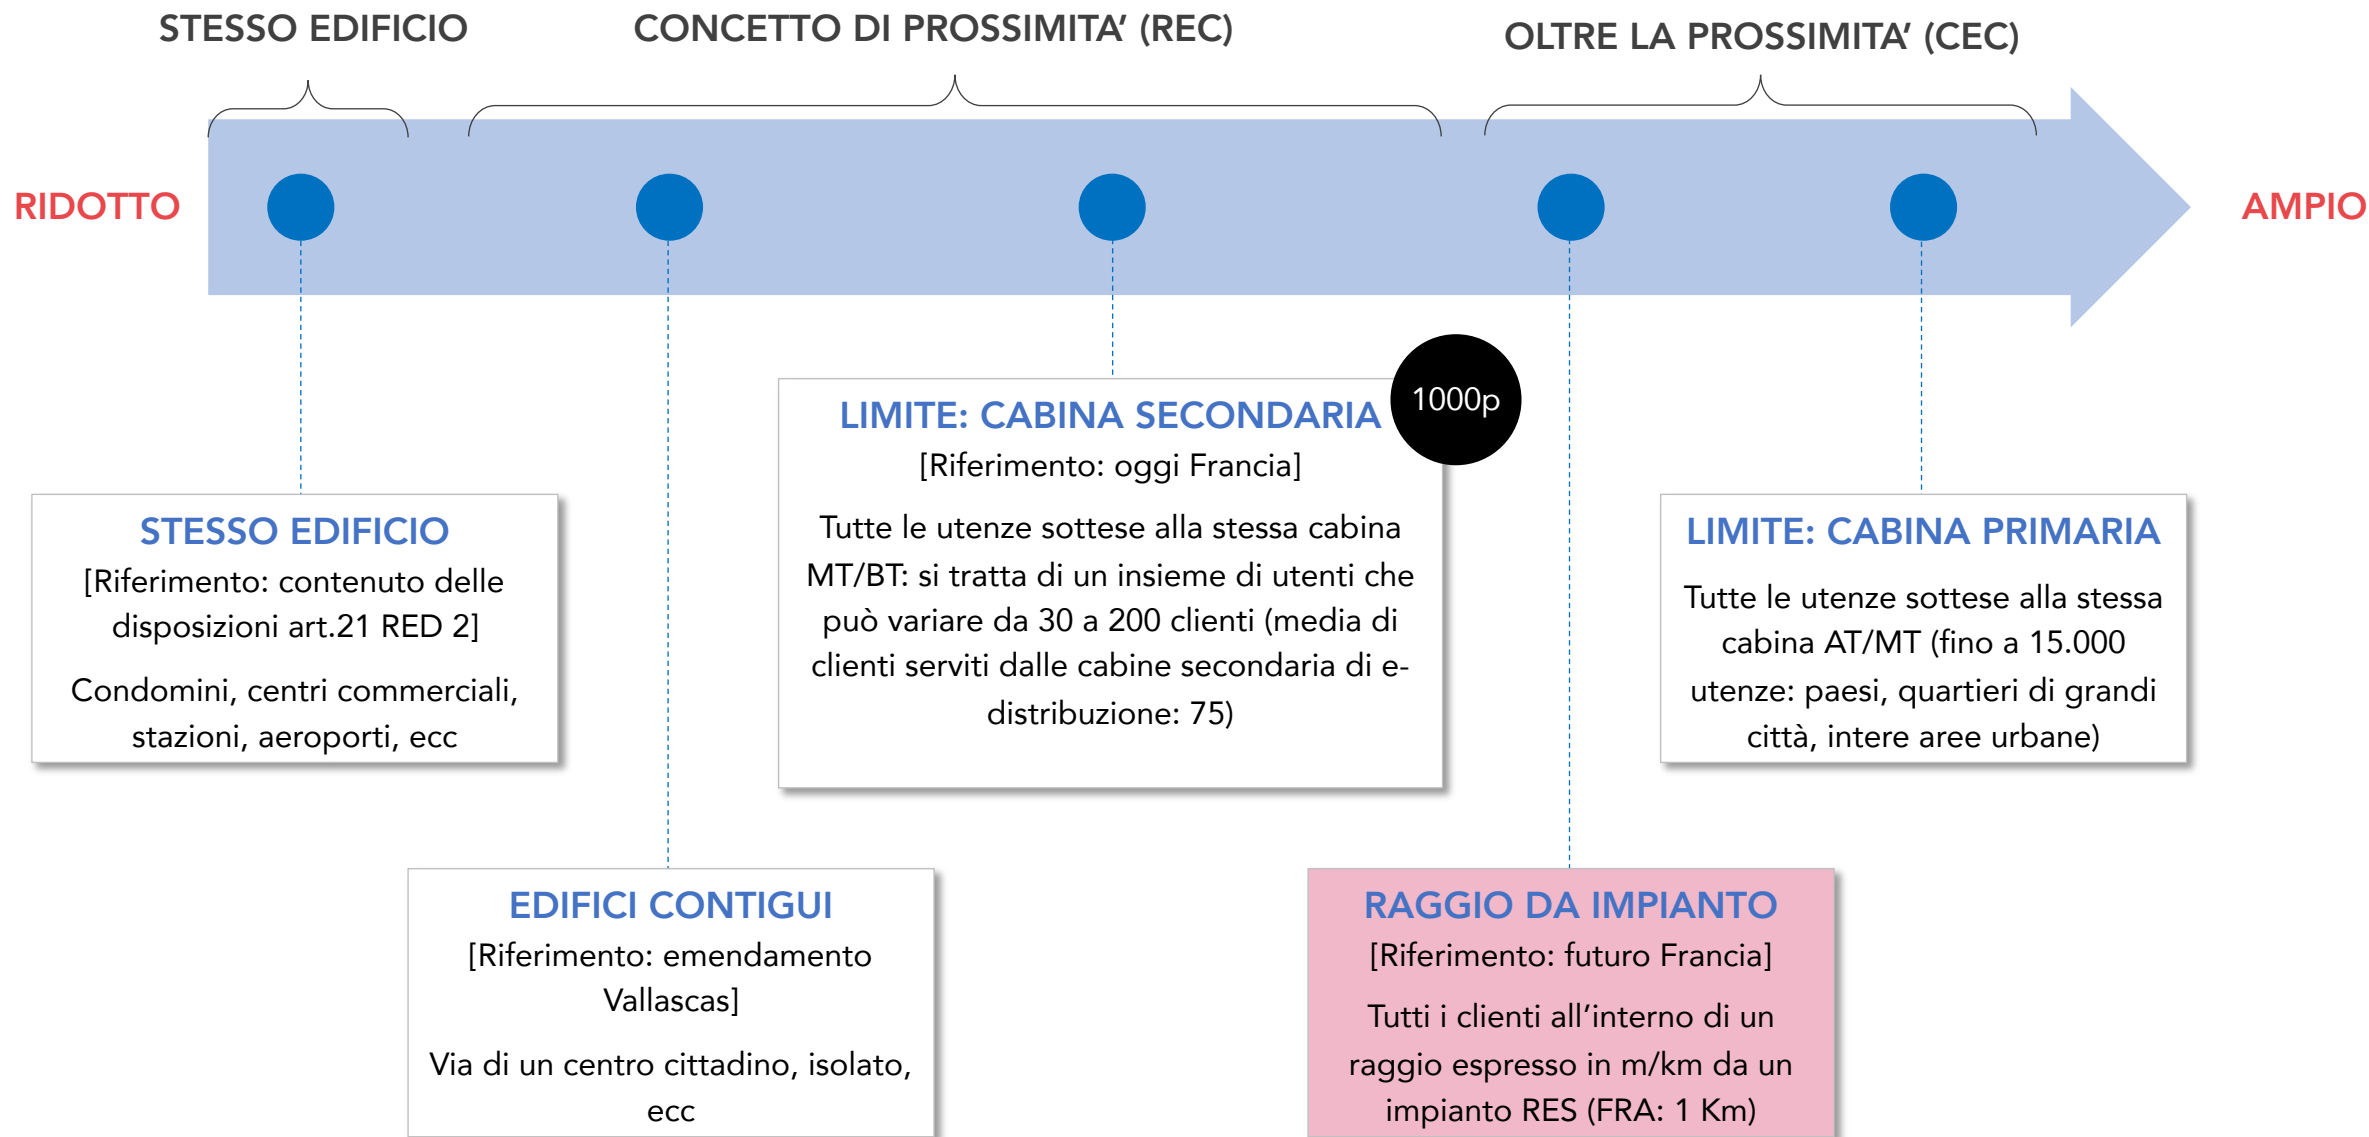 STESSO EDIFICIO
CONCETTO DI PROSSIMITA’ (REC)
OLTRE LA PROSSIMITA’ (CEC)
RIDOTTO
AMPIO
1000p
LIMITE: CABINA SECONDARIA
[Riferimento: oggi Francia]
Tutte le utenze sottese alla stessa cabina
MT/BT: si tratta di un insieme di utenti che
può variare da 30 a 200 clienti (media di
clienti serviti dalle cabine secondaria di e-
distribuzione: 75)
STESSO EDIFICIO
[Riferimento: contenuto delle
disposizioni art.21 RED 2]
Condomini, centri commerciali,
stazioni, aeroporti, ecc
LIMITE: CABINA PRIMARIA
Tutte le utenze sottese alla stessa
cabina AT/MT (fino a 15.000
utenze: paesi, quartieri di grandi
città, intere aree urbane)
EDIFICI CONTIGUI
[Riferimento: emendamento
Vallascas]
Via di un centro cittadino, isolato,
ecc
RAGGIO DA IMPIANTO
[Riferimento: futuro Francia]
Tutti i clienti all’interno di un
raggio espresso in m/km da un
impianto RES (FRA: 1 Km)